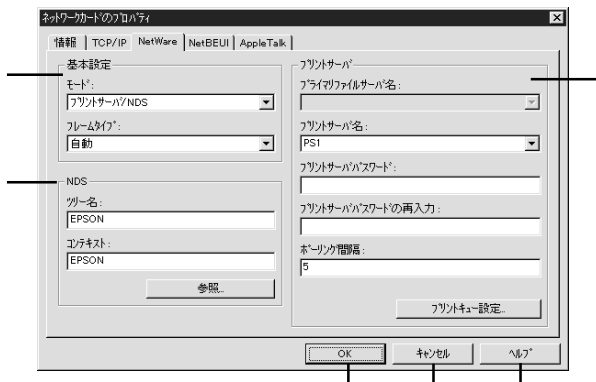 ネットワークカードのプロパティ
情報 TCP/IP NetWare NetBEUI AppleTalk
基本設定
モード:
プリントサーバ/NDS
フレームタイプ:
自動
NDS
ツリー名:
EPSON
コンテキスト:
EPSON
参照...
プリントサーバ
プライマリファイルサーバ名:
プリントサーバ名:
PS1
プリントサーバパスワード:
プリントサーバパスワードの再入力:
ポーリング間隔:
5
プリントキュー設定...
OK キャンセル ヘルプ